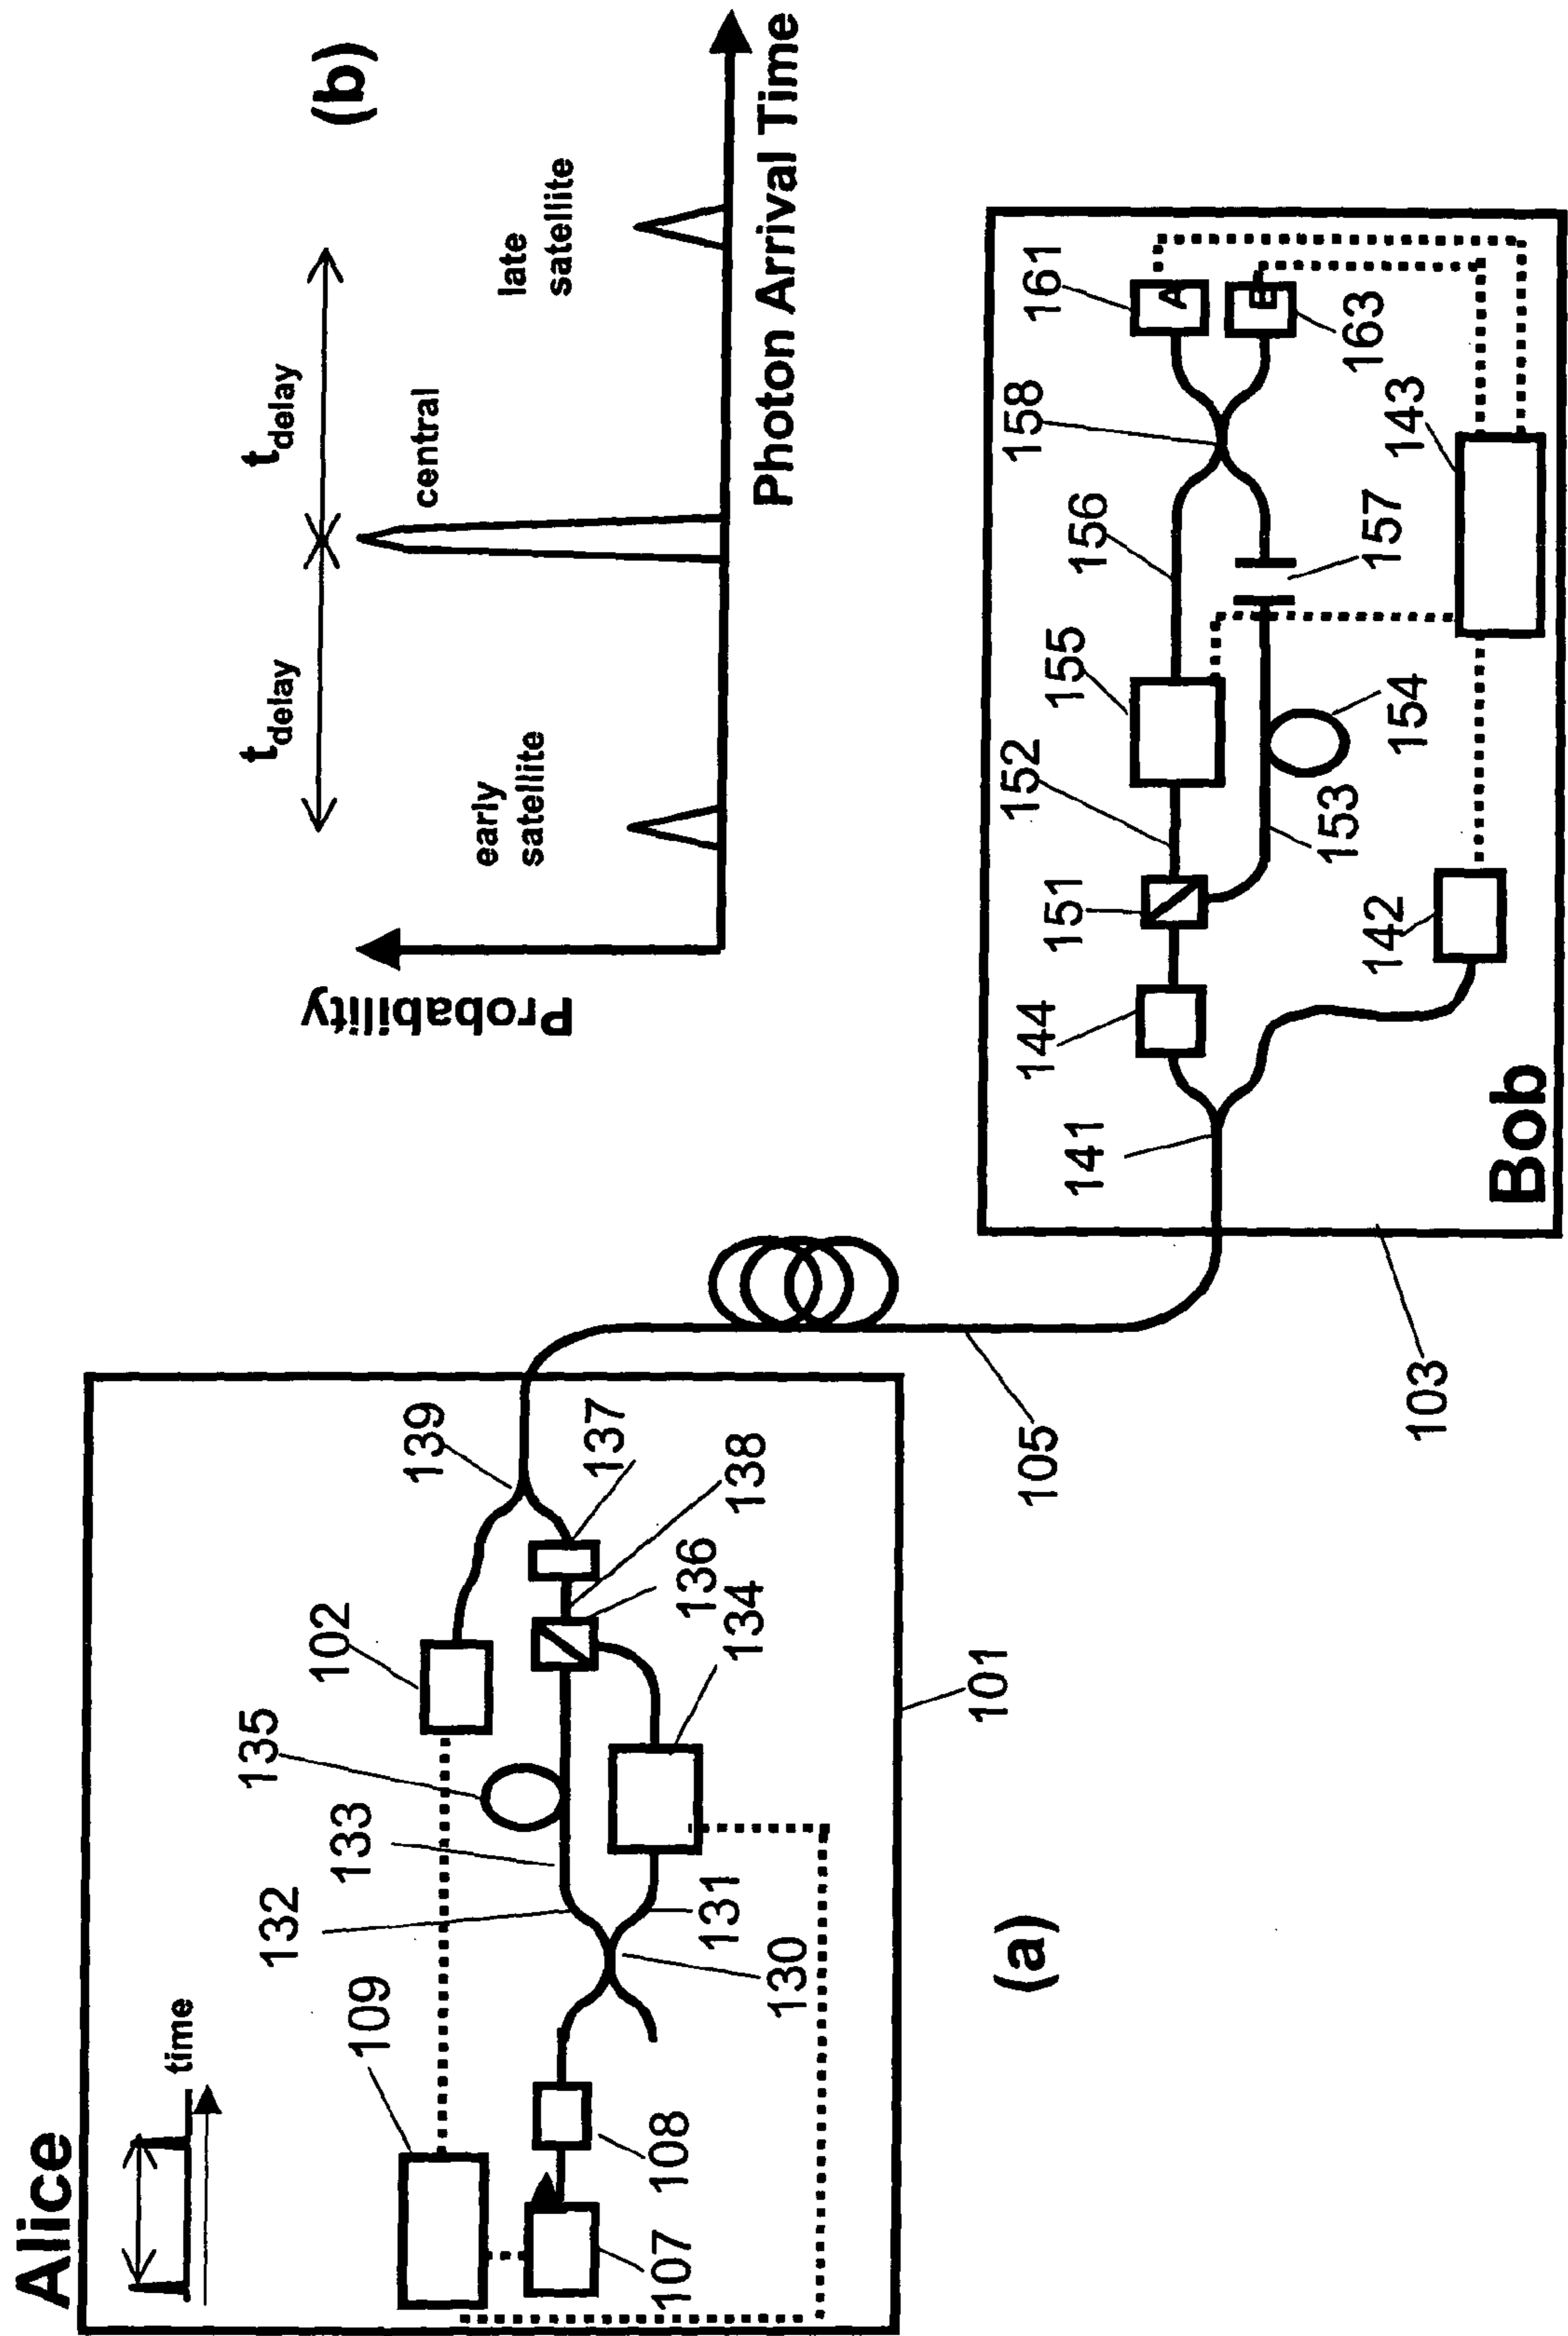 Alice
time
109
107
108
132
133
135
102
130
131
134
136
138
137
139
101
(a)
105
103
Bob
141
144
142
151
152
153
154
155
156
157
158
143
161
163
A
B
(b)
Probability
early
satellite
central
late
satellite
tdelay
tdelay
Photon Arrival Time